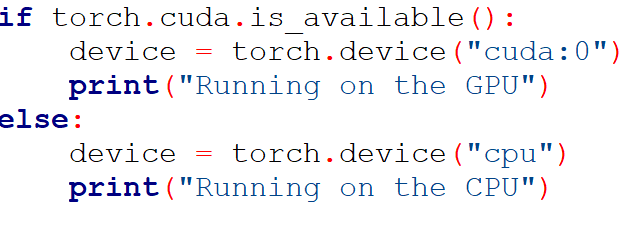 if torch.cuda.is_available():
    device = torch.device("cuda:0")
    print("Running on the GPU")
else:
    device = torch.device("cpu")
    print("Running on the CPU")